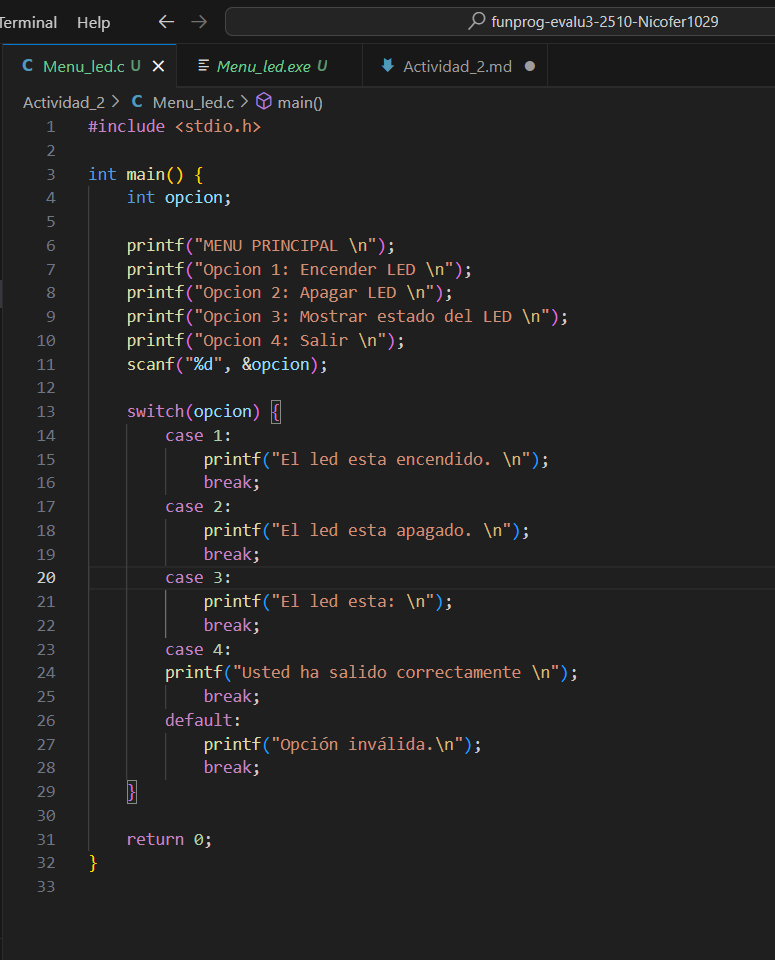 Terminal Help ← → funprog-evalu3-2510-Nicofer1029
C Menu_led.c U × Menu_led.exe U Actividad_2.md ●
Actividad_2 > C Menu_led.c > main()
1 #include <stdio.h>
2
3 int main() {
4 int opcion;
5
6 printf("MENU PRINCIPAL \n");
7 printf("Opcion 1: Encender LED \n");
8 printf("Opcion 2: Apagar LED \n");
9 printf("Opcion 3: Mostrar estado del LED \n");
10 printf("Opcion 4: Salir \n");
11 scanf("%d", &opcion);
12
13 switch(opcion) {
14 case 1:
15 printf("El led esta encendido. \n");
16 break;
17 case 2:
18 printf("El led esta apagado. \n");
19 break;
20 case 3:
21 printf("El led esta: \n");
22 break;
23 case 4:
24 printf("Usted ha salido correctamente \n");
25 break;
26 default:
27 printf("Opción inválida.\n");
28 break;
29 }
30
31 return 0;
32 }
33